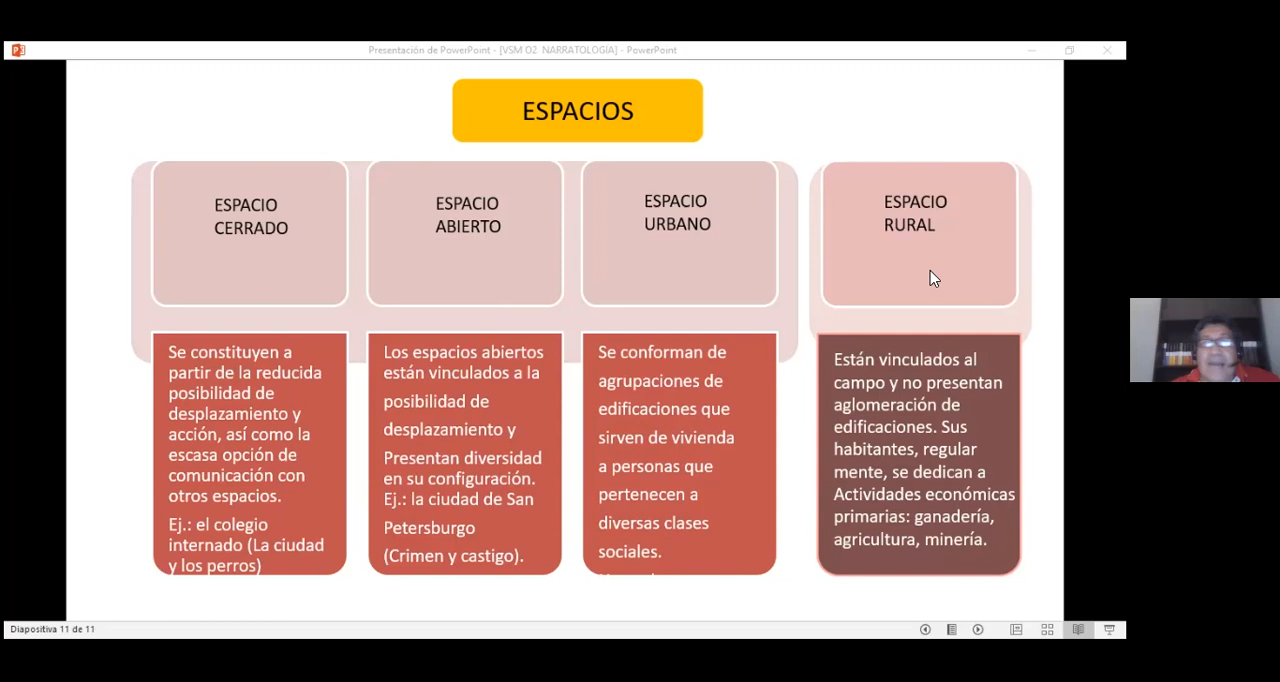 Presentación de PowerPoint - [VSM O2 NARRATOLOGÍA] - PowerPoint
ESPACIOS
ESPACIO
CERRADO
Se constituyen a
partir de la reducida
posibilidad de
desplazamiento y
acción, así como la
escasa opción de
comunicación con
otros espacios.
Ej.: el colegio
internado (La ciudad
y los perros)
ESPACIO
ABIERTO
Los espacios abiertos
están vinculados a la
posibilidad de
desplazamiento y
Presentan diversidad
en su configuración.
Ej.: la ciudad de San
Petersburgo
(Crimen y castigo).
ESPACIO
URBANO
Se conforman de
agrupaciones de
edificaciones que
sirven de vivienda
a personas que
pertenecen a
diversas clases
sociales.
ESPACIO
RURAL
Están vinculados al
campo y no presentan
aglomeración de
edificaciones. Sus
habitantes, regular
mente, se dedican a
Actividades económicas
primarias: ganadería,
agricultura, minería.
Diapositiva 11 de 11